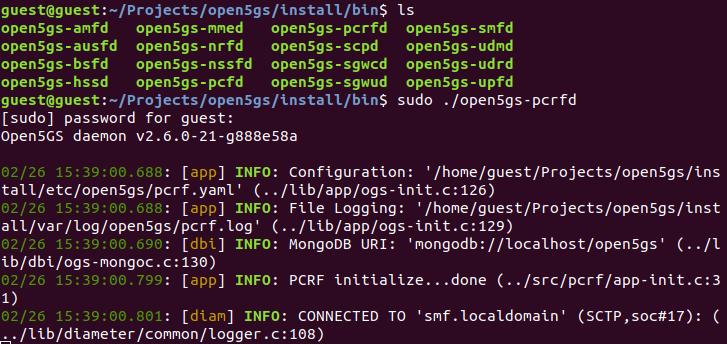 guest@guest:~/Projects/open5gs/install/bin$ ls
open5gs-amfd   open5gs-mmed   open5gs-pcrfd   open5gs-smfd
open5gs-ausfd  open5gs-nrfd   open5gs-scpd    open5gs-udmd
open5gs-bsfd   open5gs-nssfd  open5gs-sgwcd   open5gs-udrd
open5gs-hssd   open5gs-pcfd   open5gs-sgwud   open5gs-upfd
guest@guest:~/Projects/open5gs/install/bin$ sudo ./open5gs-pcrfd
[sudo] password for guest:
Open5GS daemon v2.6.0-21-g888e58a
02/26 15:39:00.688: [app] INFO: Configuration: '/home/guest/Projects/open5gs/ins
tall/etc/open5gs/pcrf.yaml' (../lib/app/ogs-init.c:126)
02/26 15:39:00.688: [app] INFO: File Logging: '/home/guest/Projects/open5gs/inst
all/var/log/open5gs/pcrf.log' (../lib/app/ogs-init.c:129)
02/26 15:39:00.690: [dbi] INFO: MongoDB URI: 'mongodb://localhost/open5gs' (../l
ib/dbi/ogs-mongoc.c:130)
02/26 15:39:00.799: [app] INFO: PCRF initialize...done (../src/pcrf/app-init.c:3
1)
02/26 15:39:00.801: [diam] INFO: CONNECTED TO 'smf.localdomain' (SCTP,soc#17): (
../lib/diameter/common/logger.c:108)